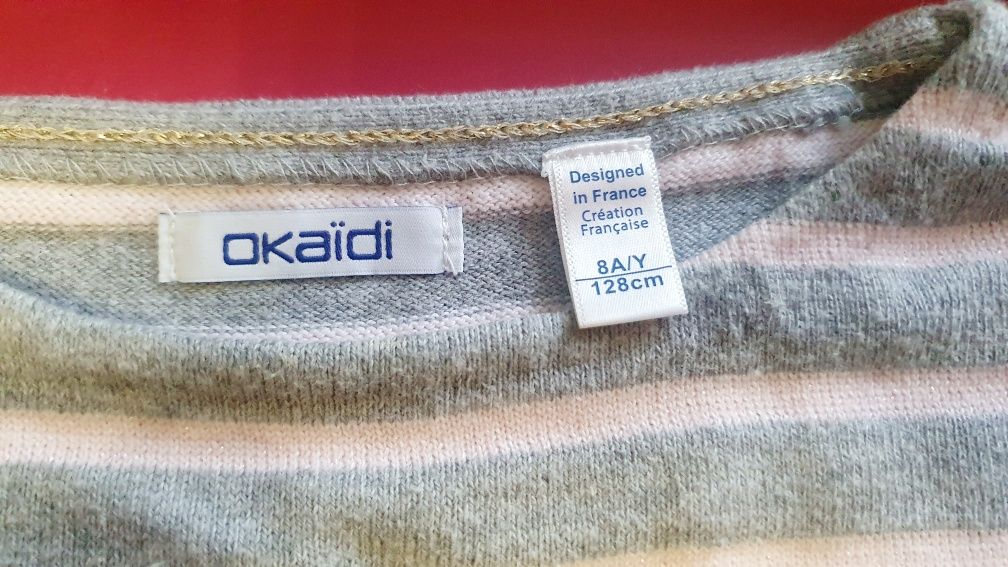 okaïdi
Designed
in France
Création
Française
8A/Y
128cm